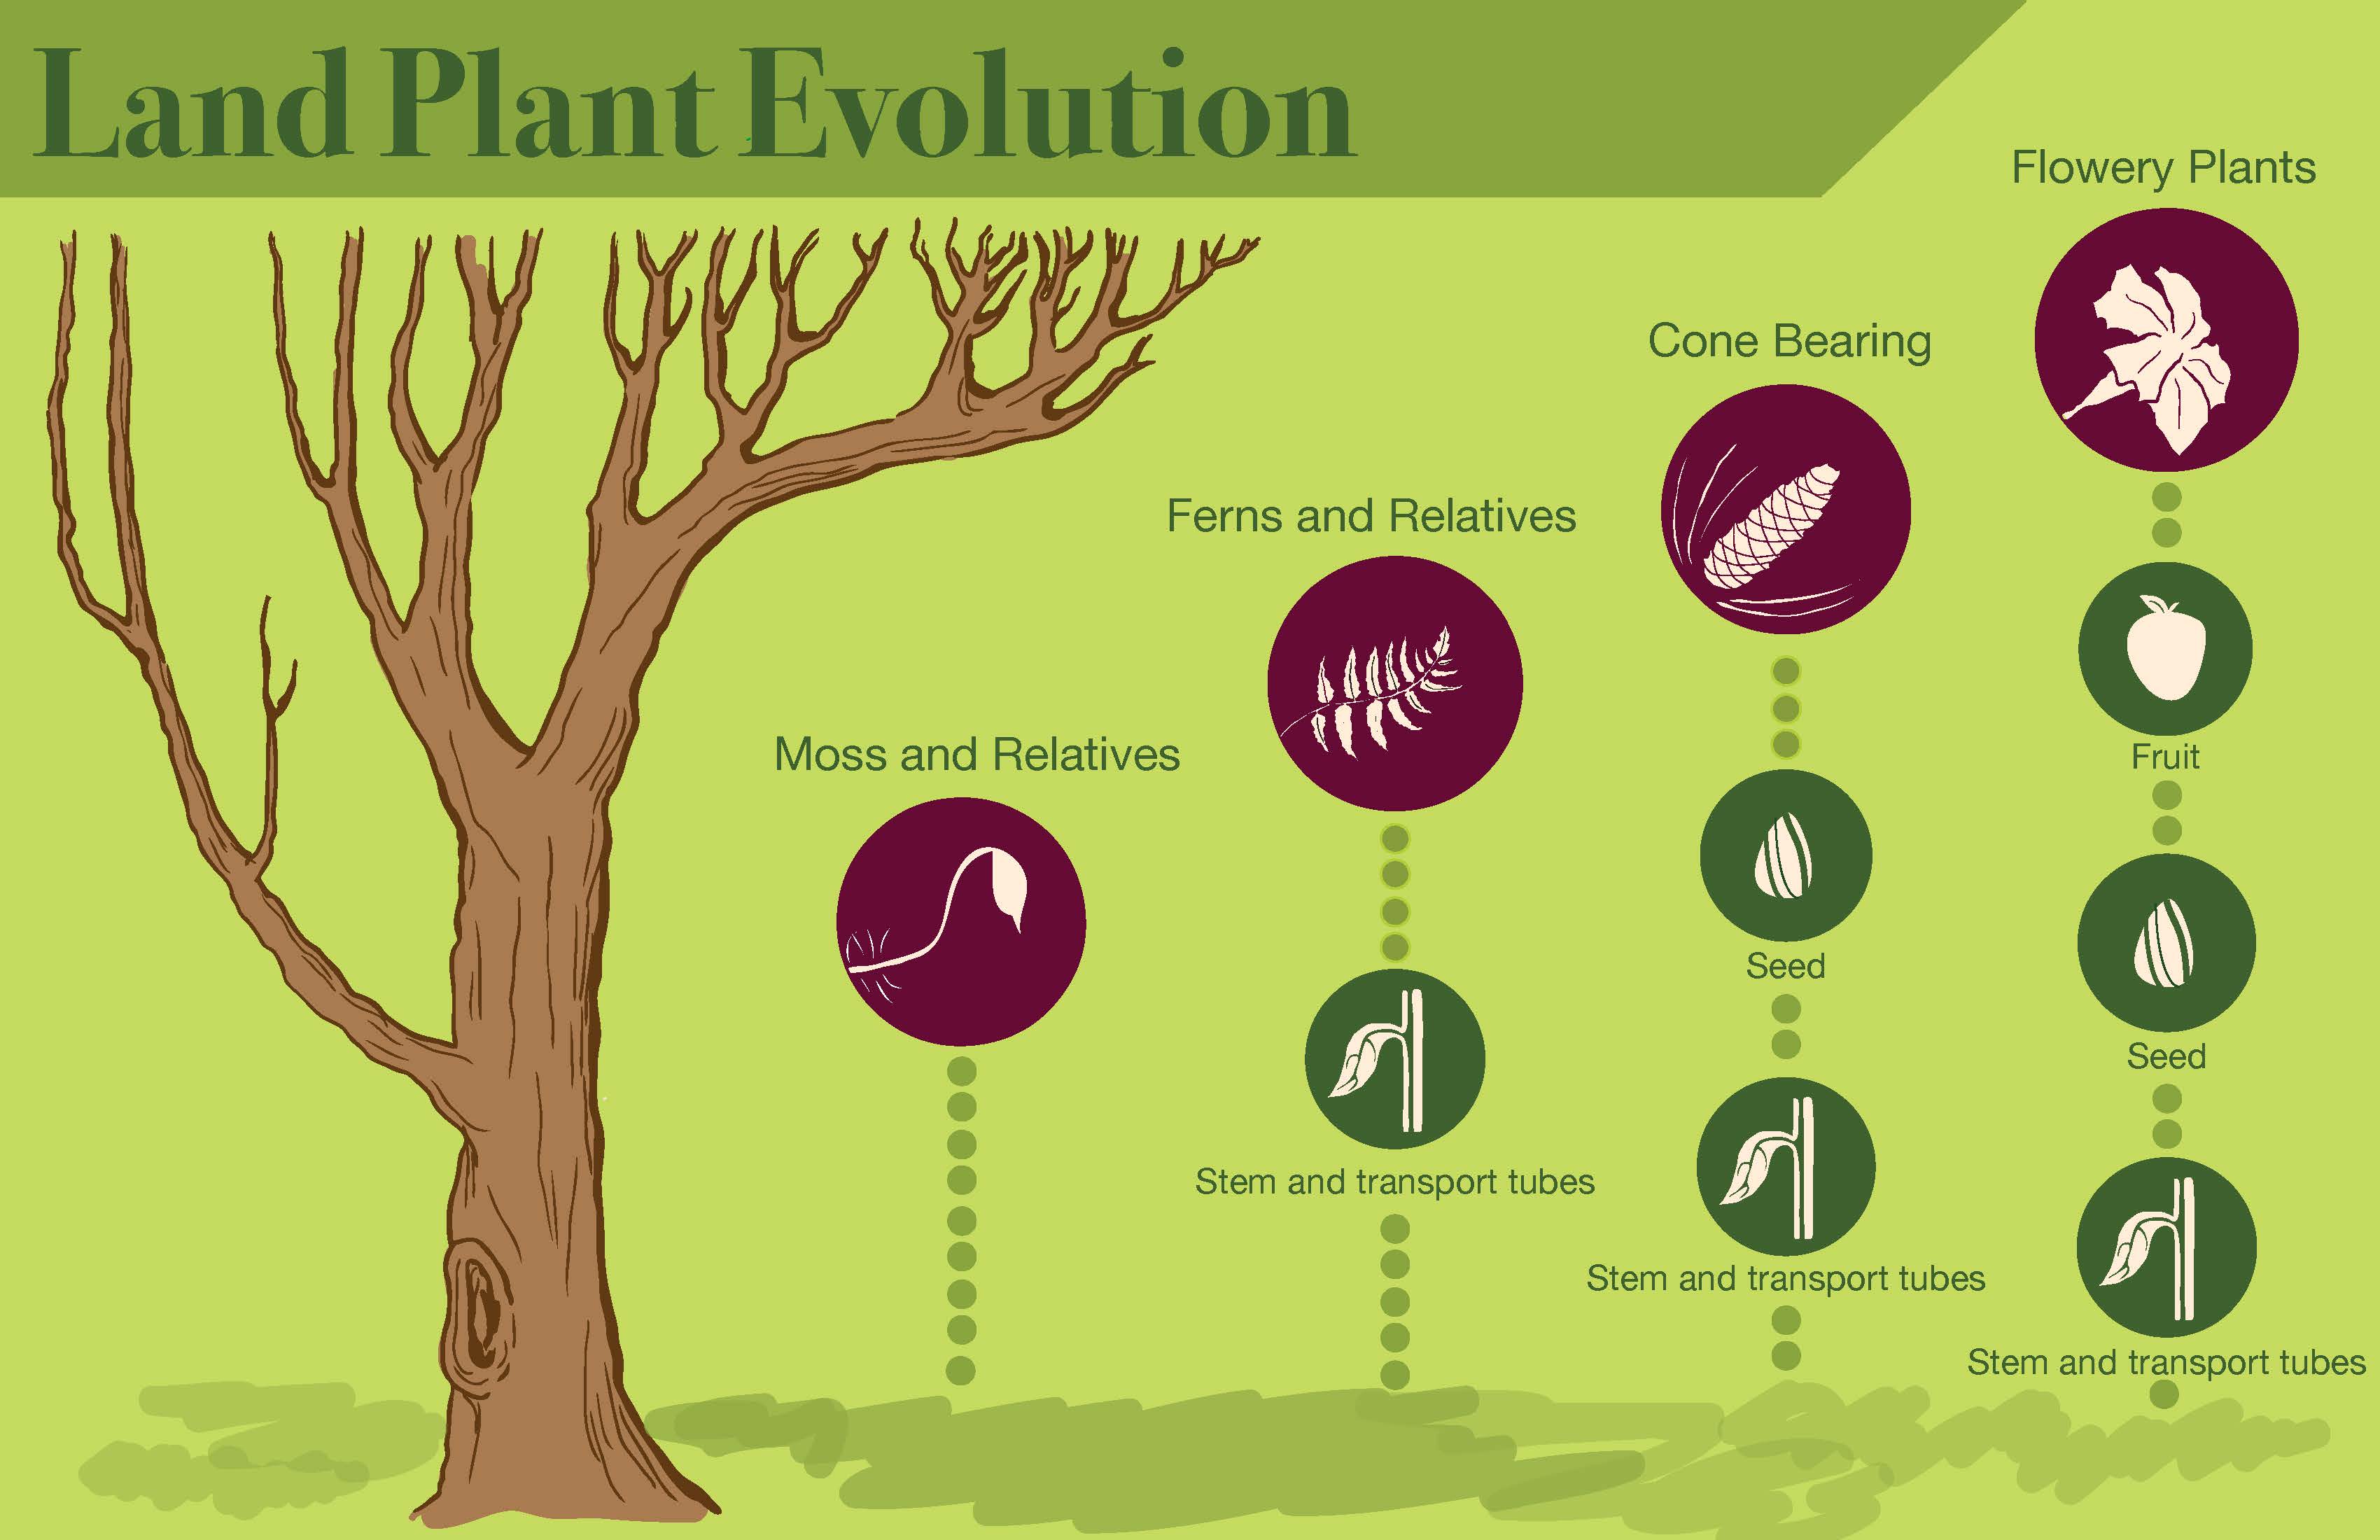 Land Plant Evolution
Moss and Relatives
Ferns and Relatives
Stem and transport tubes
Cone Bearing
Seed
Stem and transport tubes
Flowery Plants
Fruit
Seed
Stem and transport tubes